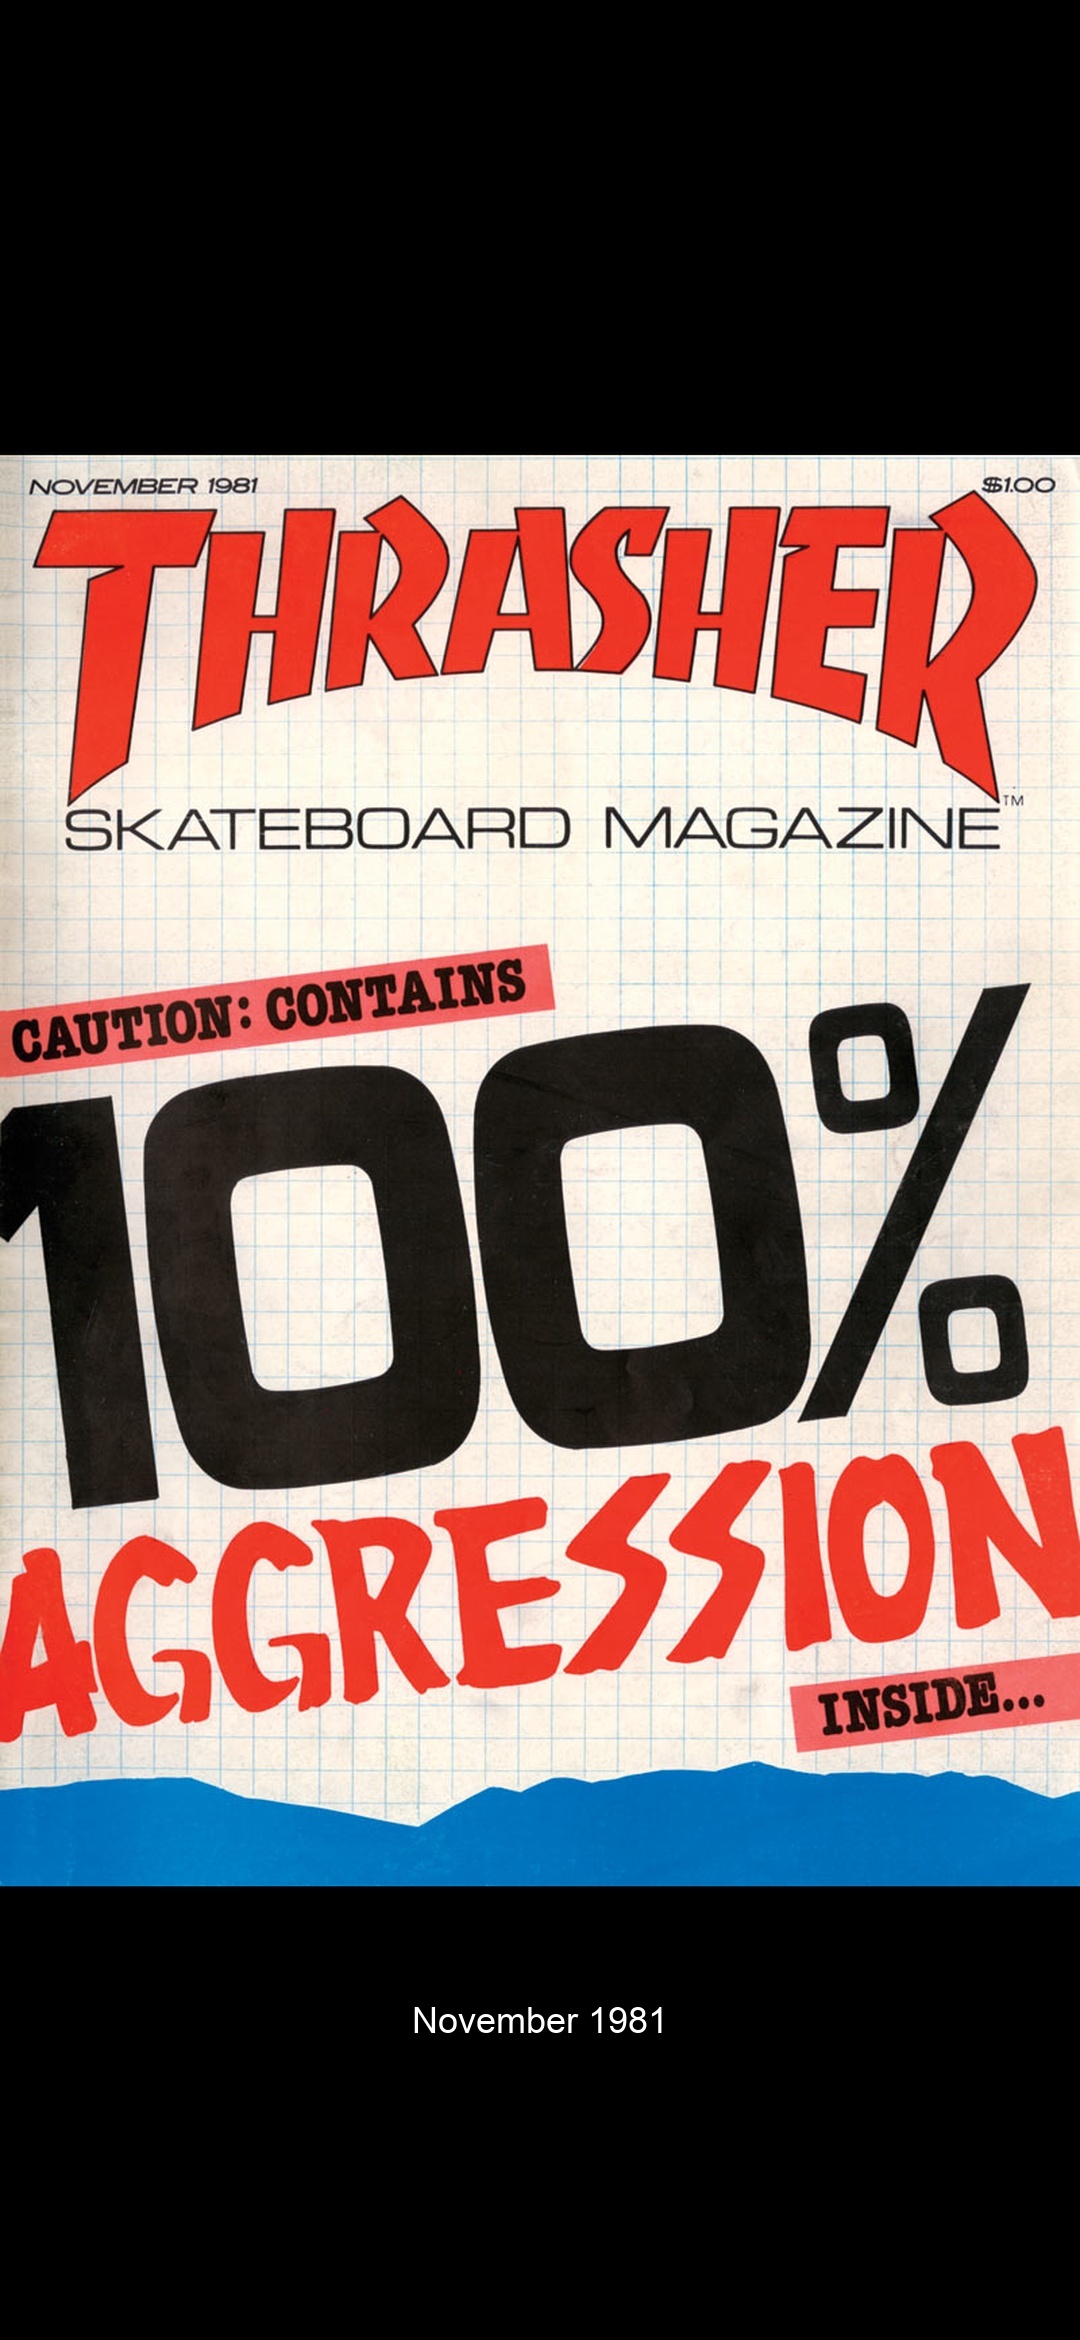 NOVEMBER 1981
$1.00
THRASHER
SKATEBOARD MAGAZINE™
CAUTION: CONTAINS
100%
AGGRESSION
INSIDE...
November 1981